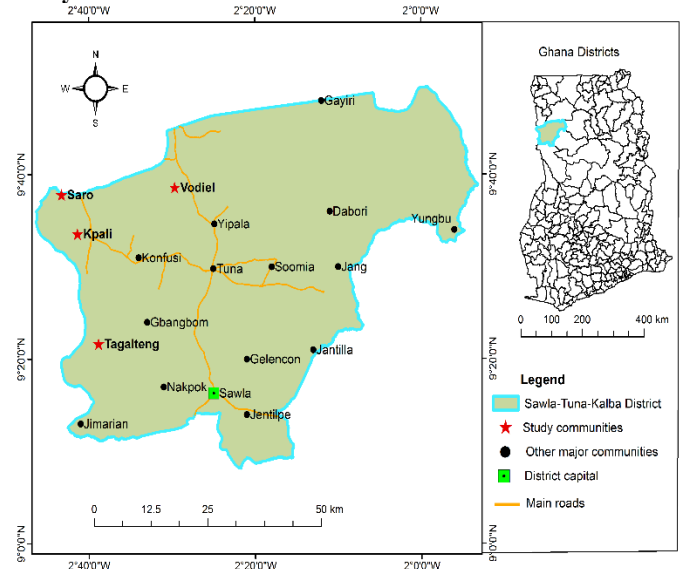 2°40'0"W 2°20'0"W 2°0'0"W
N
W E
S
Ghana Districts
Gayiri
9°40'0"N
9°40'0"N
Vodiel
Saro
Dabori
Yungbu
Yipala
Kpali
Konfusi
Tuna
Soomia
Jang
0 50 100 200 300 400 km
Gbangbom
Tagalteng
Jantilla
Gelencon
9°20'0"N
9°20'0"N
Legend
Nakpok
Sawla
Sawla-Tuna-Kalba District
Jentilpe
Jimarian
Study communities
Other major communities
District capital
Main roads
0 12.5 25 50 km
9°0'0"N
9°0'0"N
2°40'0"W 2°20'0"W 2°0'0"W